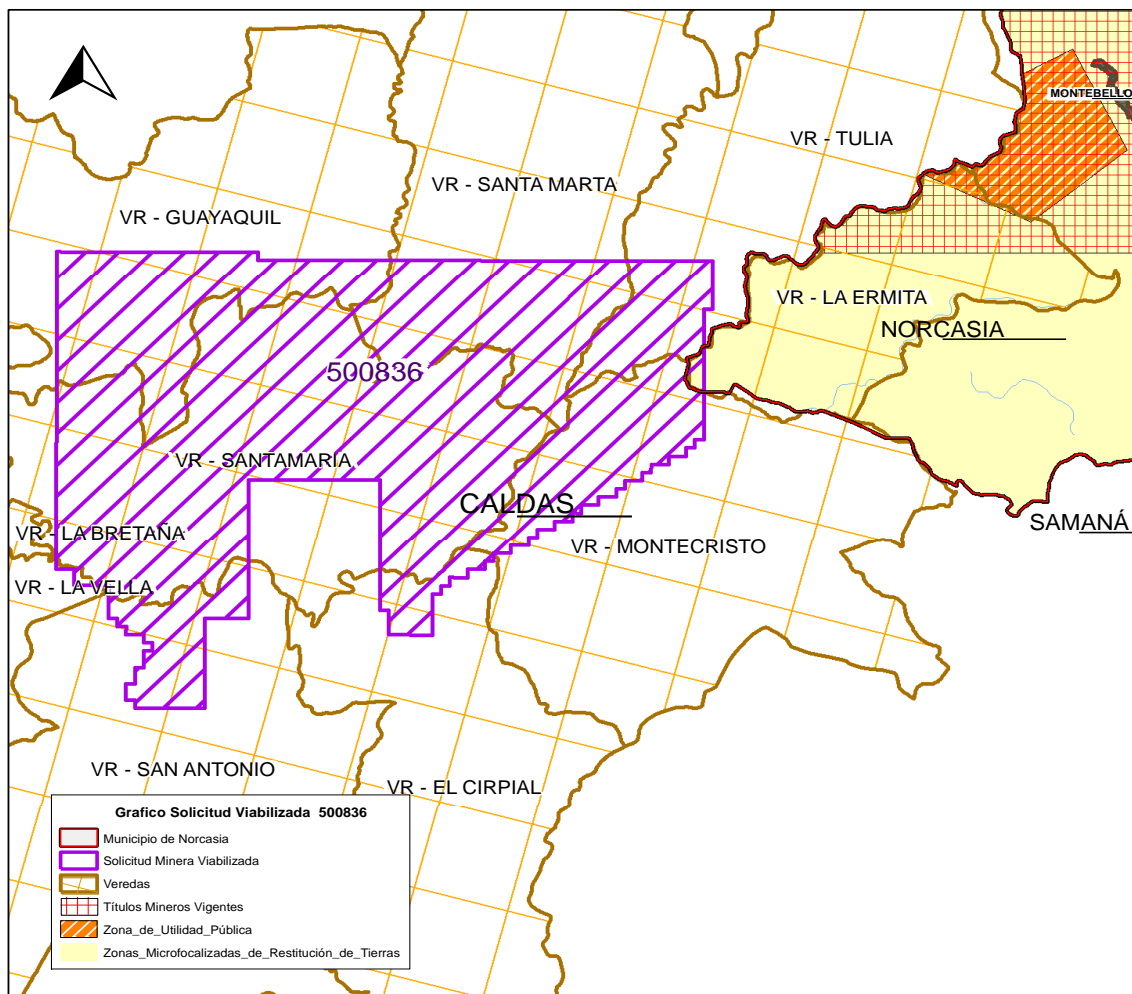 MONTEBELLO
VR - TULIA
VR - SANTA MARTA
VR - GUAYAQUIL
VR - LA ERMITA
NORCASIA
500836
VR - SANTAMARIA
CALDAS
SAMANÁ
VR - LA BRETAÑA
VR - MONTECRISTO
VR - LA VELLA
VR - SAN ANTONIO
VR - EL CIRPIAL
Grafico Solicitud Viabilizada 500836
Municipio de Norcasia
Solicitud Minera Viabilizada
Veredas
Títulos Mineros Vigentes
Zona_de_Utilidad_Pública
Zonas_Microfocalizadas_de_Restitución_de_Tierras